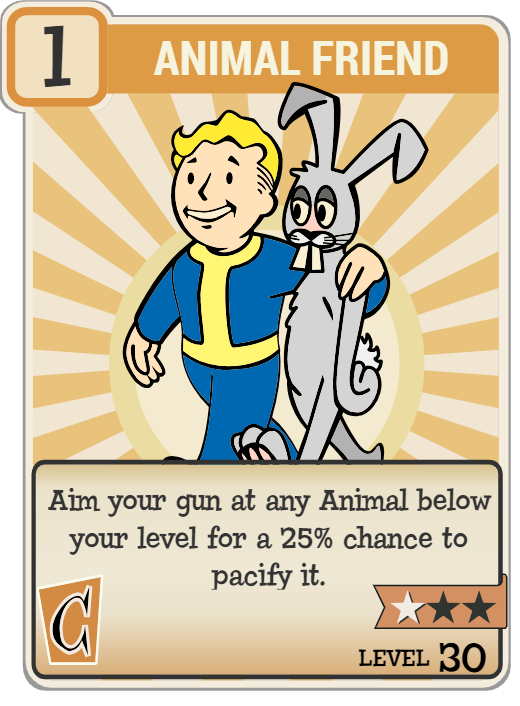 1
ANIMAL FRIEND
Aim your gun at any Animal below
your level for a 25% chance to
pacify it.
C
LEVEL 30